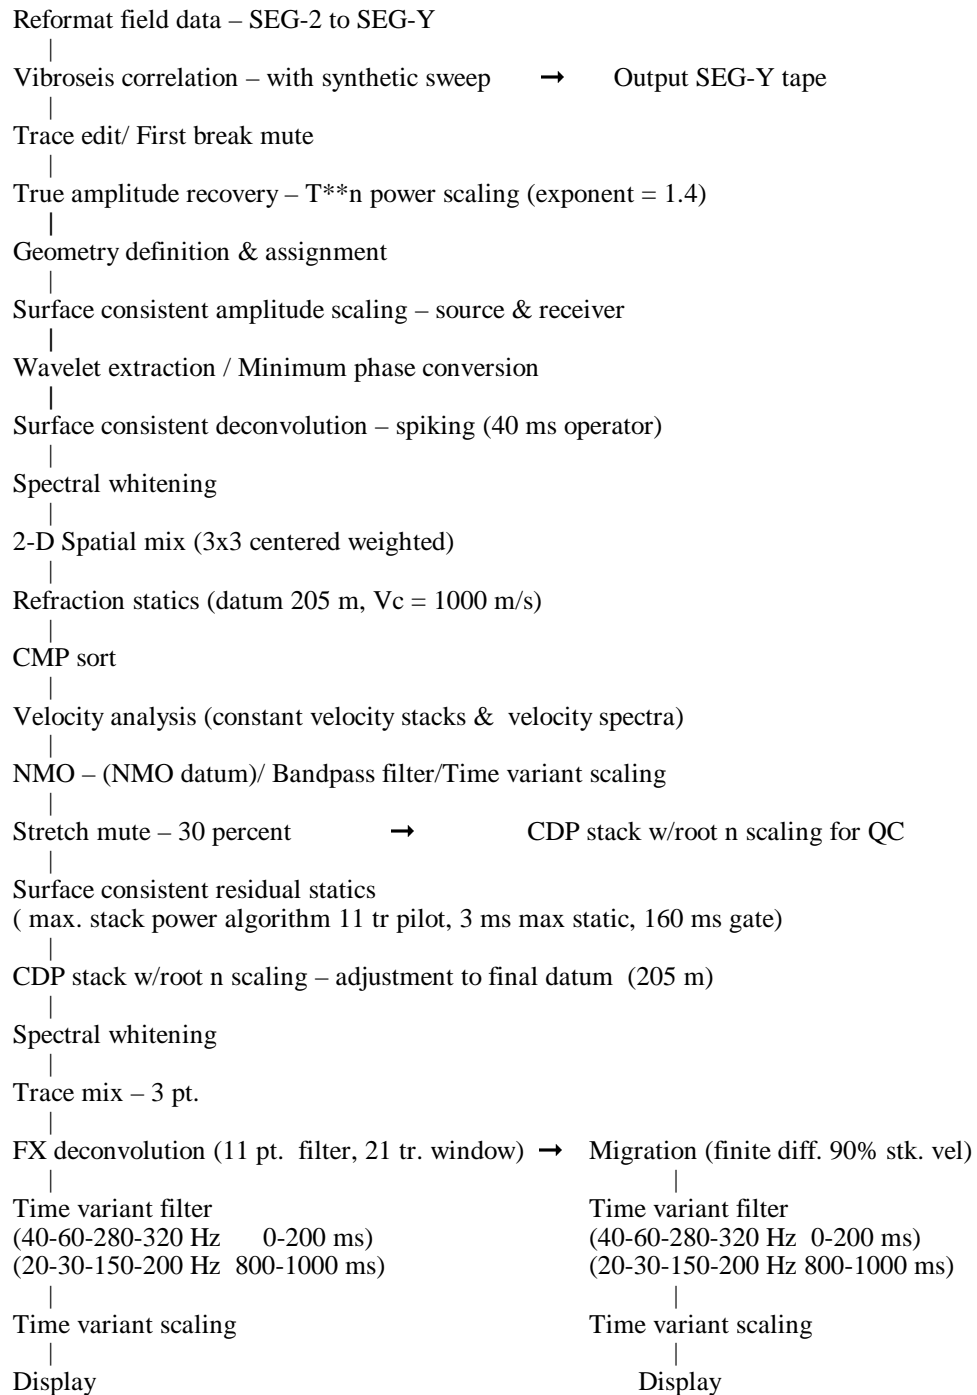 Reformat field data – SEG-2 to SEG-Y
Vibroseis correlation – with synthetic sweep → Output SEG-Y tape
Trace edit/ First break mute
True amplitude recovery – T**n power scaling (exponent = 1.4)
Geometry definition & assignment
Surface consistent amplitude scaling – source & receiver
Wavelet extraction / Minimum phase conversion
Surface consistent deconvolution – spiking (40 ms operator)
Spectral whitening
2-D Spatial mix (3x3 centered weighted)
Refraction statics (datum 205 m, Vc = 1000 m/s)
CMP sort
Velocity analysis (constant velocity stacks & velocity spectra)
NMO – (NMO datum)/ Bandpass filter/Time variant scaling
Stretch mute – 30 percent → CDP stack w/root n scaling for QC
Surface consistent residual statics
( max. stack power algorithm 11 tr pilot, 3 ms max static, 160 ms gate)
CDP stack w/root n scaling – adjustment to final datum (205 m)
Spectral whitening
Trace mix – 3 pt.
FX deconvolution (11 pt. filter, 21 tr. window) → Migration (finite diff. 90% stk. vel)
Time variant filter Time variant filter
(40-60-280-320 Hz 0-200 ms) (40-60-280-320 Hz 0-200 ms)
(20-30-150-200 Hz 800-1000 ms) (20-30-150-200 Hz 800-1000 ms)
Time variant scaling Time variant scaling
Display Display